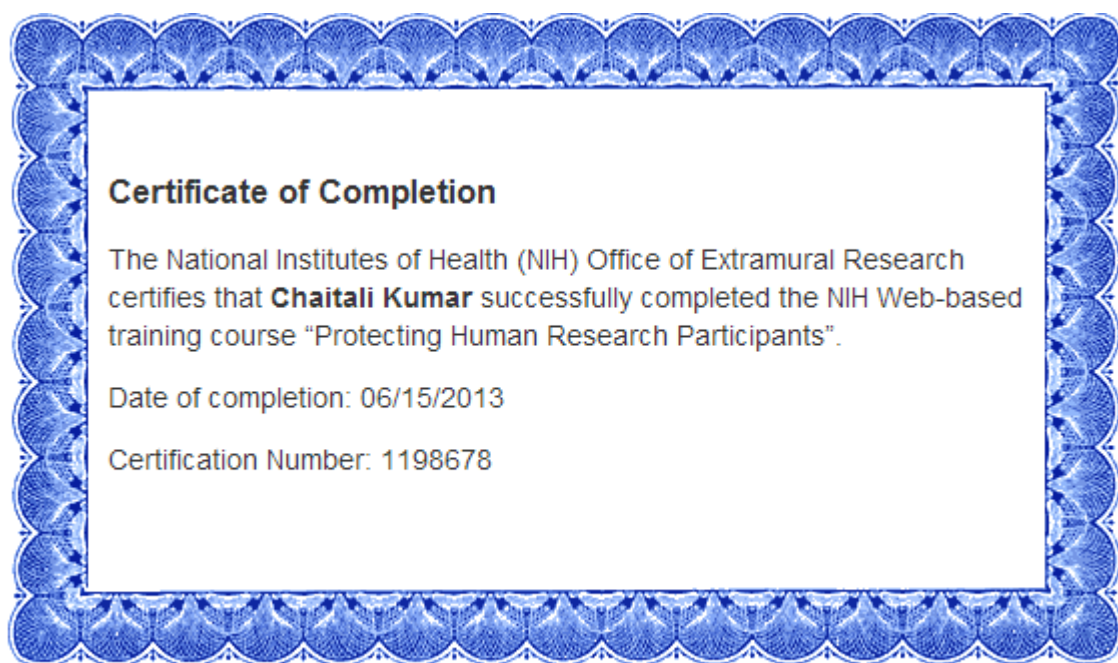 Certificate of Completion
The National Institutes of Health (NIH) Office of Extramural Research
certifies that Chaitali Kumar successfully completed the NIH Web-based
training course “Protecting Human Research Participants”.
Date of completion: 06/15/2013
Certification Number: 1198678